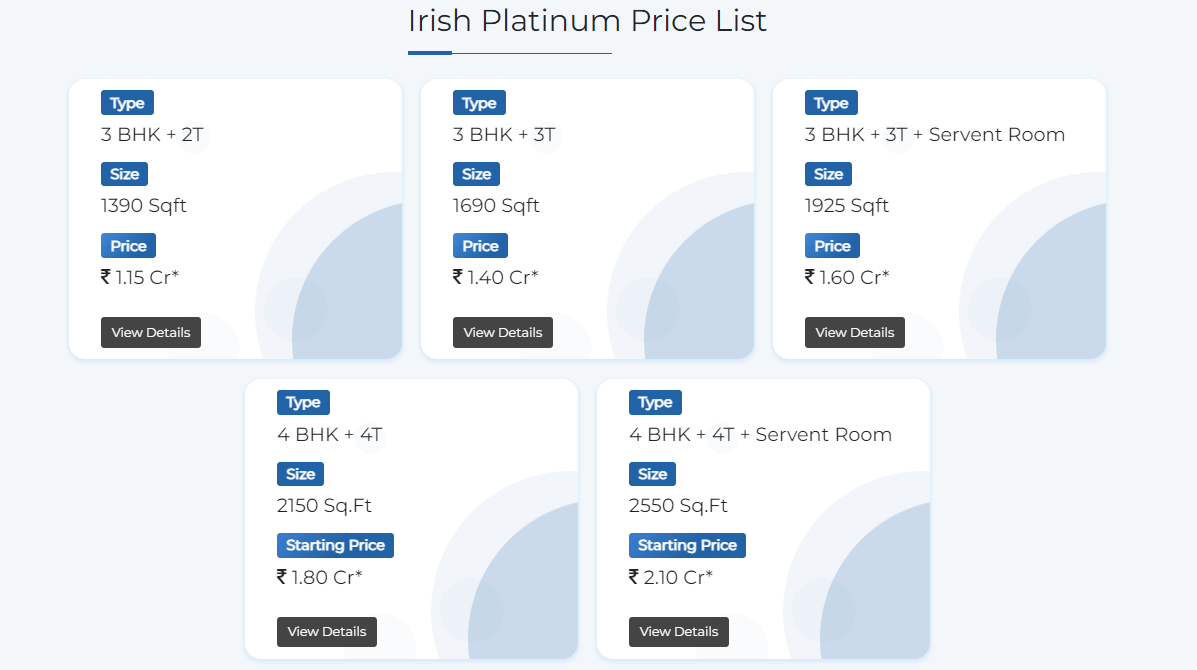 Irish Platinum Price List
Type
3 BHK + 2T
Size
1390 Sqft
Price
₹ 1.15 Cr*
View Details
Type
3 BHK + 3T
Size
1690 Sqft
Price
₹ 1.40 Cr*
View Details
Type
3 BHK + 3T + Servent Room
Size
1925 Sqft
Price
₹ 1.60 Cr*
View Details
Type
4 BHK + 4T
Size
2150 Sq.Ft
Starting Price
₹ 1.80 Cr*
View Details
Type
4 BHK + 4T + Servent Room
Size
2550 Sq.Ft
Starting Price
₹ 2.10 Cr*
View Details